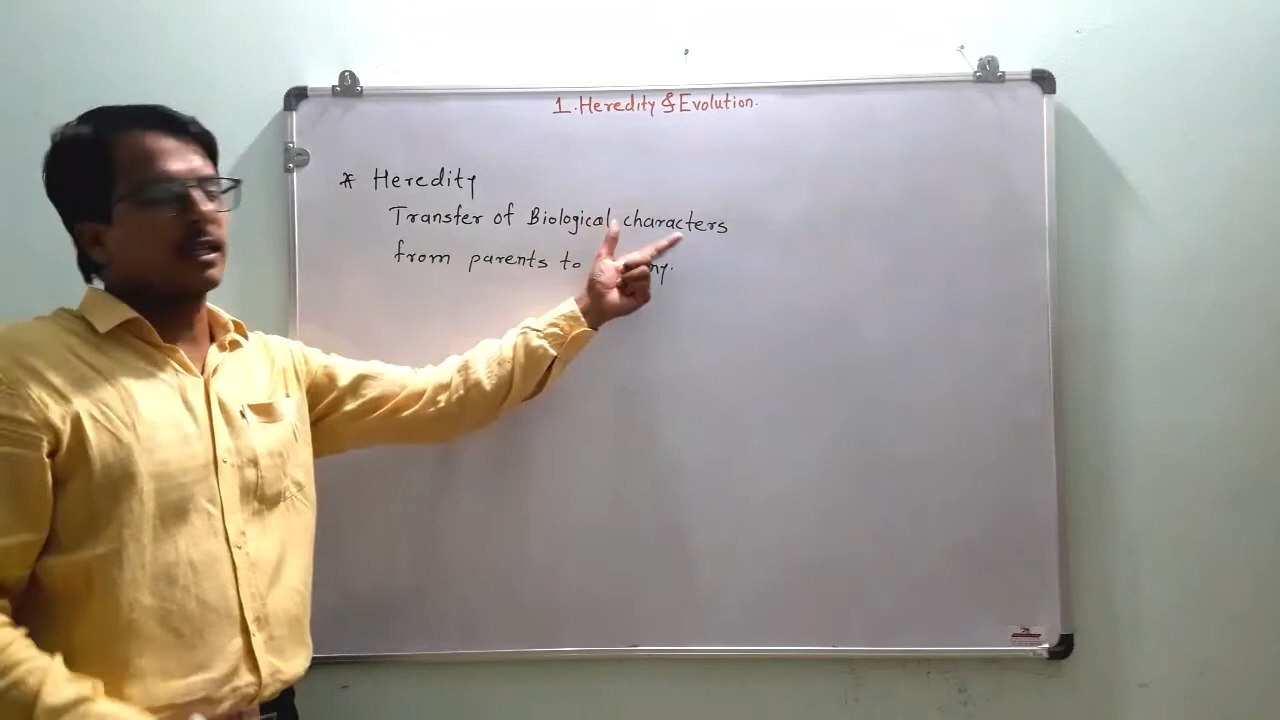 1. Heredity & Evolution.
* Heredity
Transfer of Biological characters
from parents to